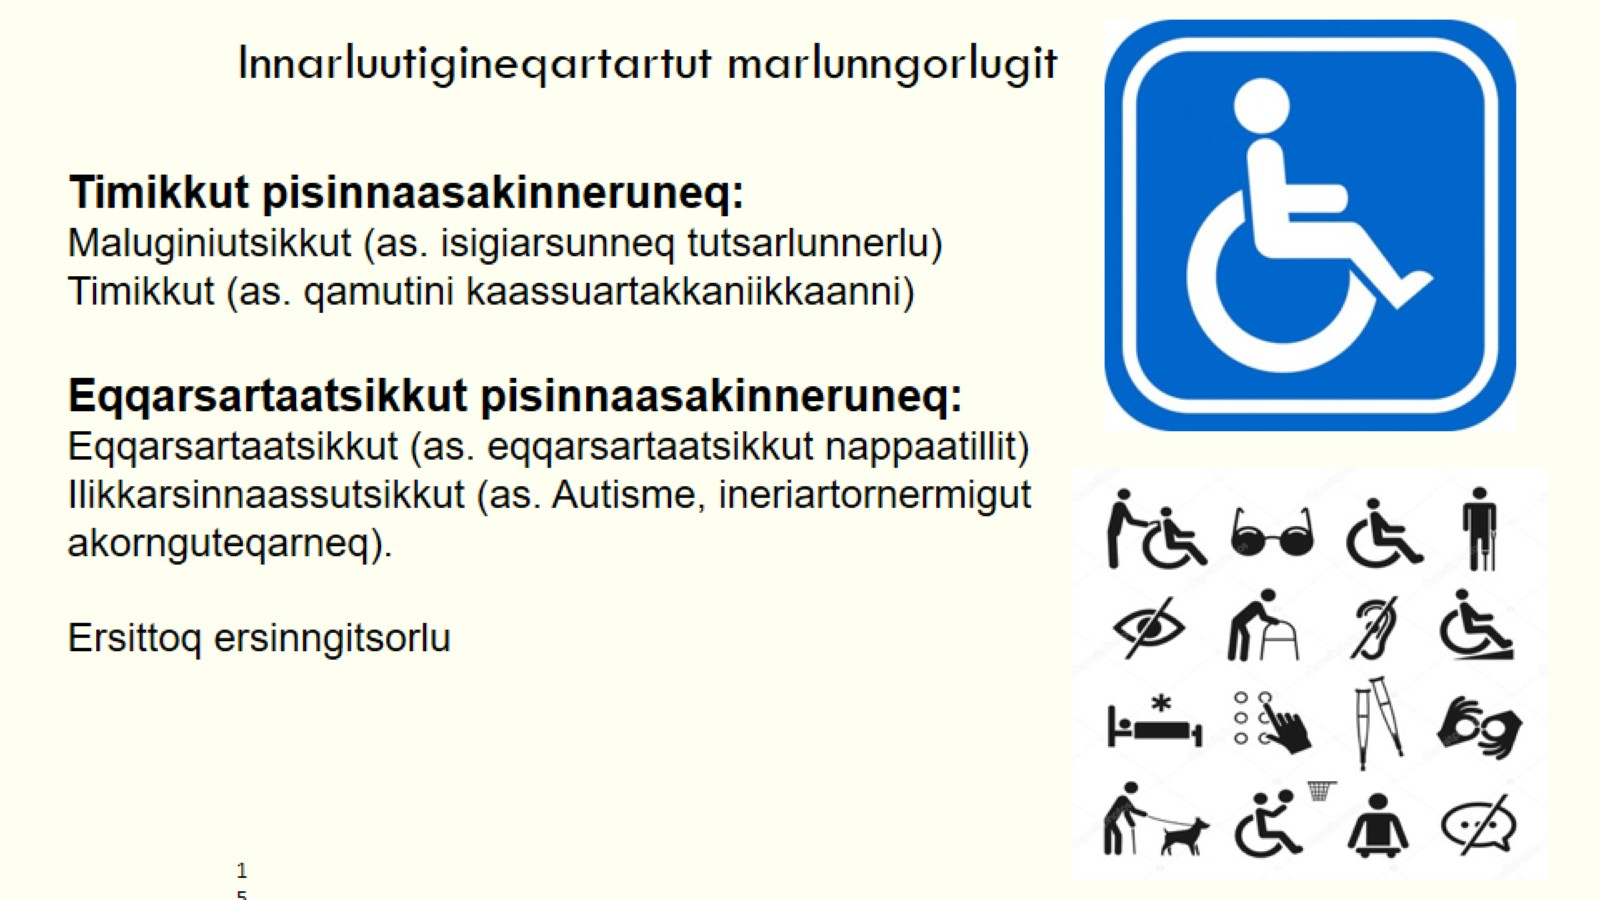 Innarluutigineqartartut marlunngorlugit
Timikkut pisinnaasakinneruneq:
Maluginiutsikkut (as. isigiarsunneq tutsarlunnerlu)
Timikkut (as. qamutini kaassuartakkaniikkaanni)
Eqqarsartaatsikkut pisinnaasakinneruneq:
Eqqarsartaatsikkut (as. eqqarsartaatsikkut nappaatillit)
Ilikkarsinnaassutsikkut (as. Autisme, ineriartornermigut
akornguteqarneq).
Ersittoq ersinngitsorlu
1
5